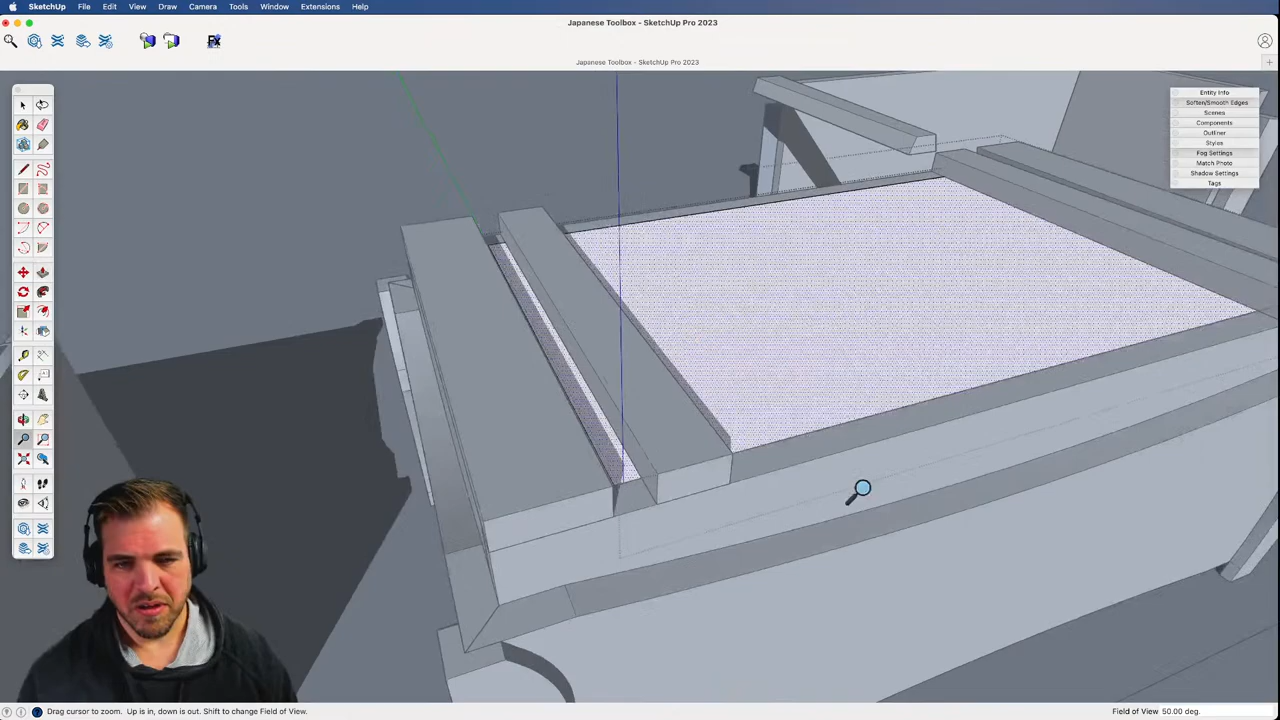 SketchUp File Edit View Draw Camera Tools Window Extensions Help
Japanese Toolbox - SketchUp Pro 2023
Japanese Toolbox - SketchUp Pro 2023
Entity Info
Soften/Smooth Edges
Scenes
Components
Outliner
Styles
Fog Settings
Match Photo
Shadow Settings
Tags
Drag cursor to zoom. Up is in, down is out. Shift to change Field of View.
Field of View 50.00 deg.